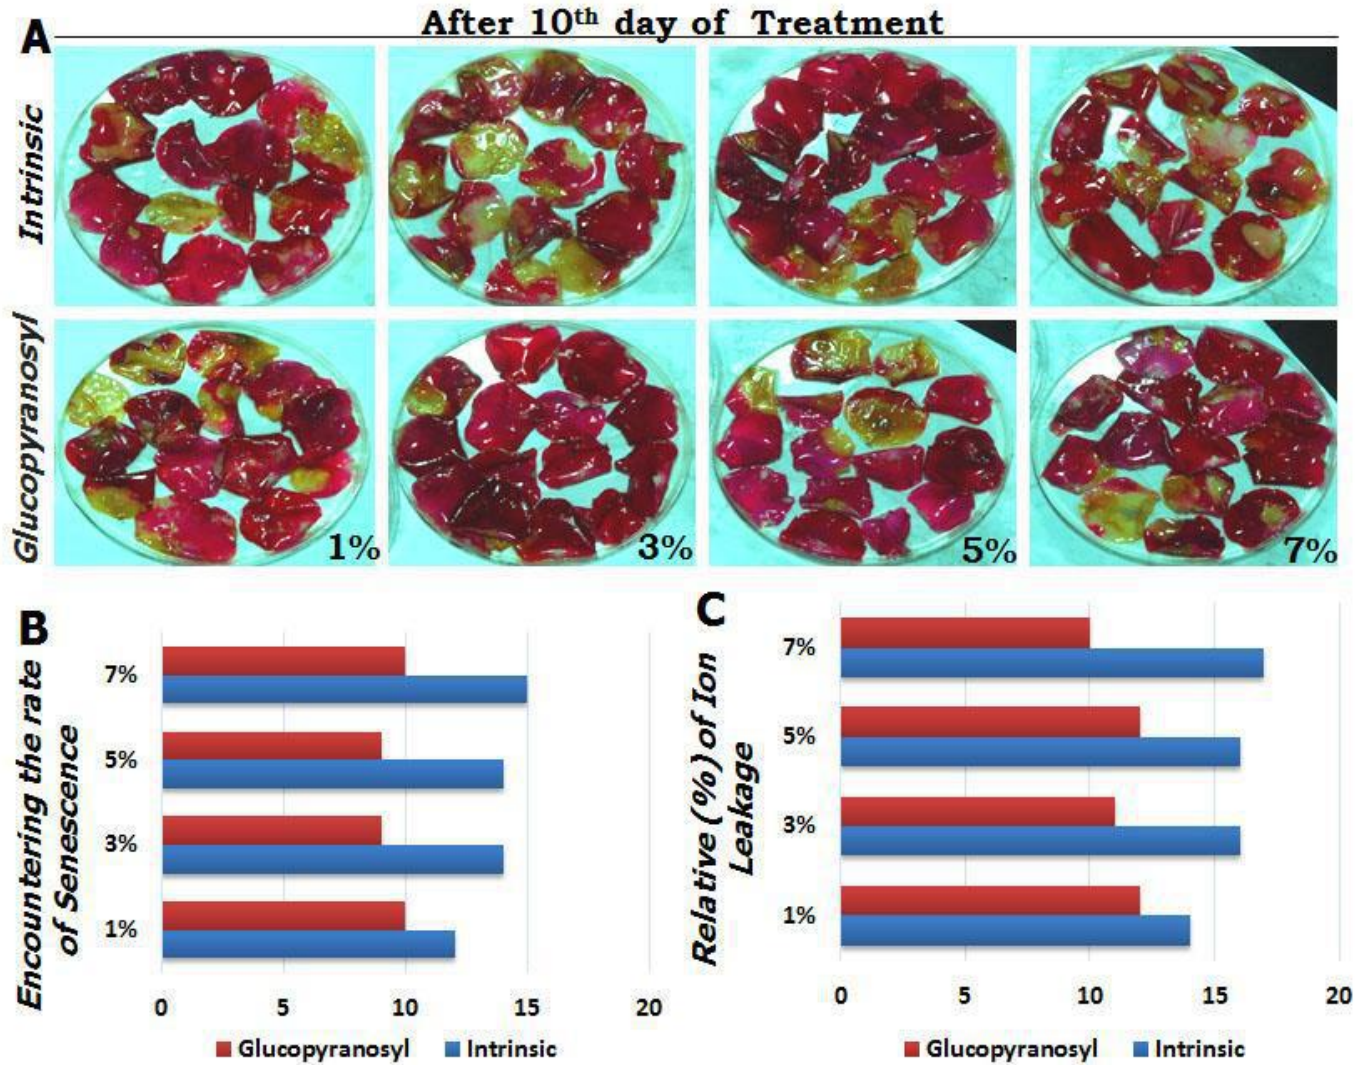 A
After 10th day of Treatment
Intrinsic
Glucopyranosyl
1%
3%
5%
7%
B
Encountering the rate
of Senescence
7%
5%
3%
1%
0 5 10 15 20
Glucopyranosyl Intrinsic
C
Relative (%) of Ion
Leakage
7%
5%
3%
1%
0 5 10 15 20
Glucopyranosyl Intrinsic